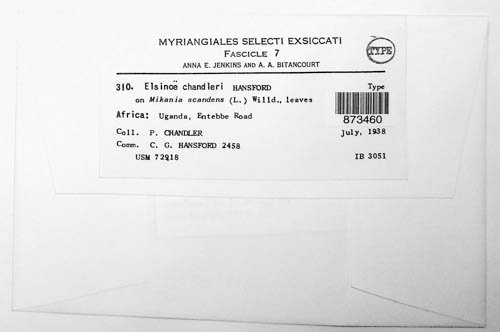 MYRIANGIALES SELECTI EXSICCATI
FASCICLE 7
ANNA E. JENKINS AND A. A. BITANCOURT
TYPE
310. Elsinoë chandleri HANSFORD Type
on Mikania scandens (L.) Willd., leaves
Africa: Uganda, Entebbe Road
873460
Coll. P. CHANDLER July, 1938
Comm. C. G. HANSFORD 2458
USM 72918 IB 3051